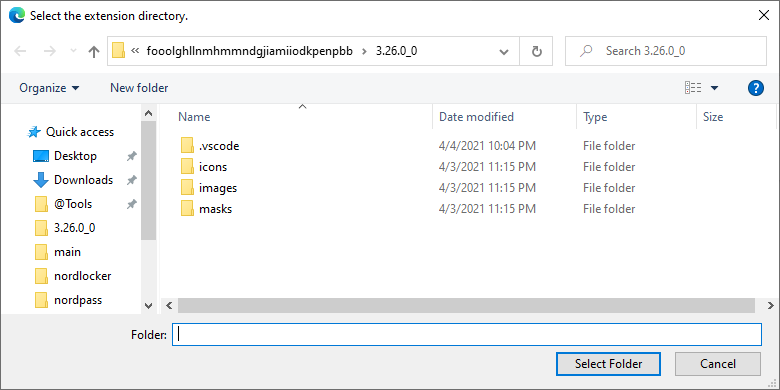 Select the extension directory.
« fooolghllnmhmmndgjiamiiodkpenpbb › 3.26.0_0
Search 3.26.0_0
Organize
New folder
Name Date modified Type Size
Quick access
Desktop
Downloads
@Tools
3.26.0_0
main
nordlocker
nordpass
.vscode 4/4/2021 10:04 PM File folder
icons 4/3/2021 11:15 PM File folder
images 4/3/2021 11:15 PM File folder
masks 4/3/2021 11:15 PM File folder
Folder:
Select Folder
Cancel